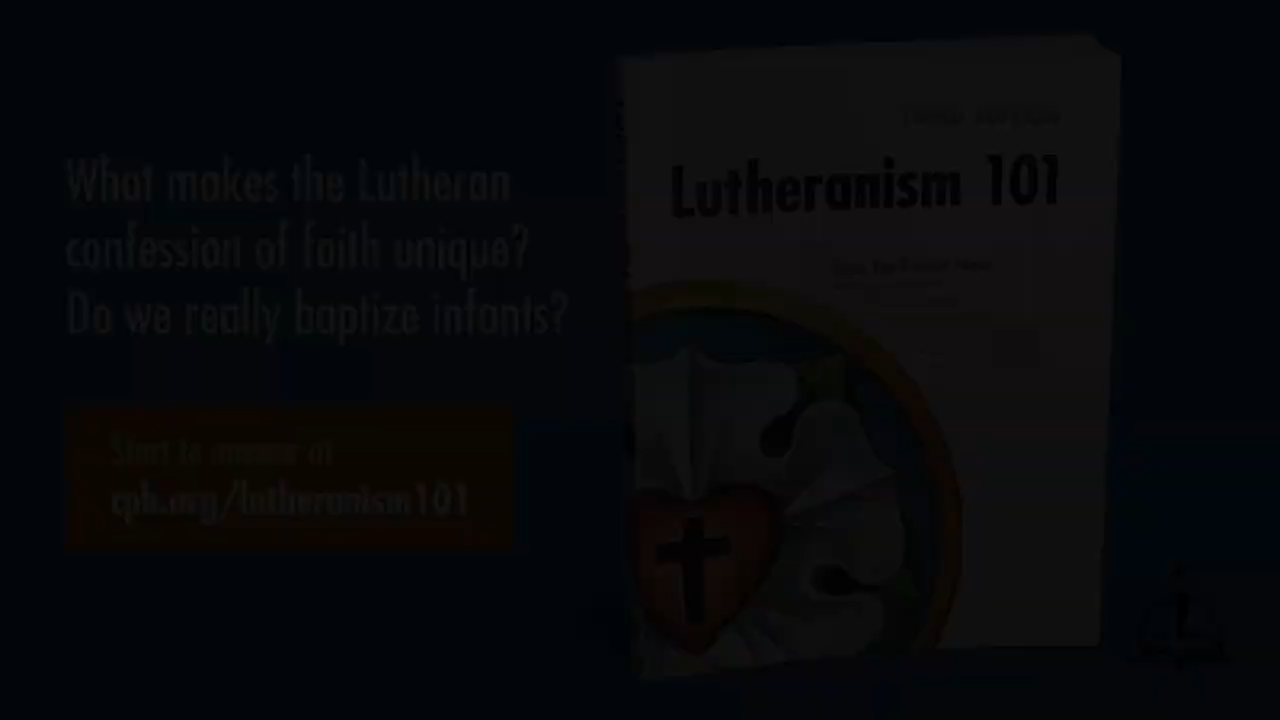 What makes the Lutheran
confession of faith unique?
Do we really baptize infants?
Start to answer at
cph.org/lutheranism101
Lutheranism 101